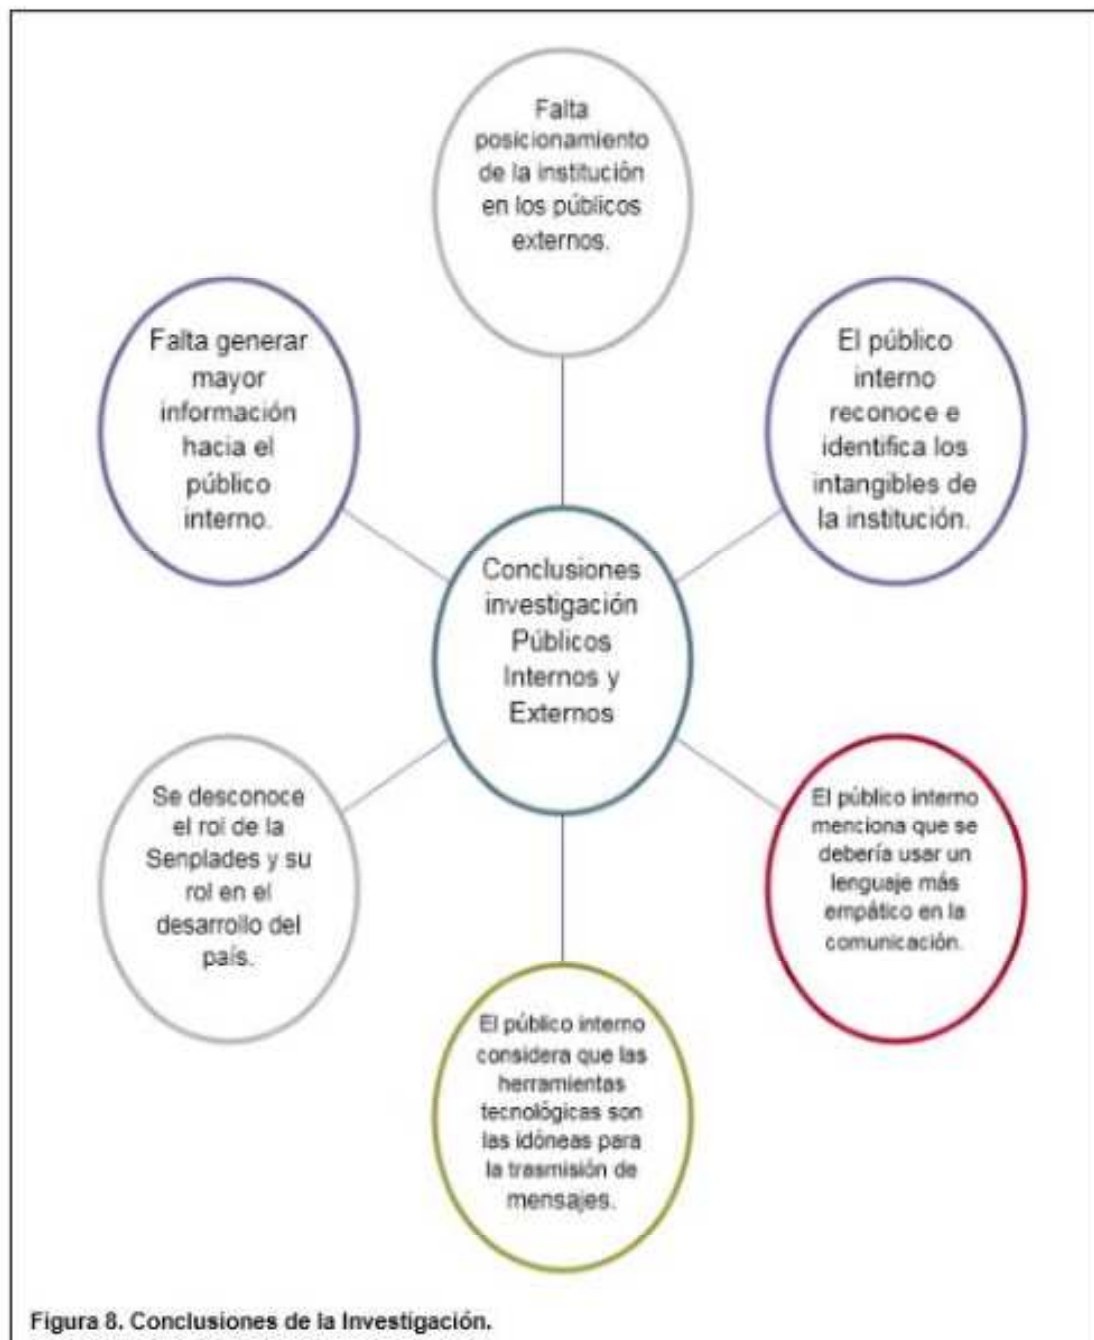 Falta
posicionamiento
de la institución
en los públicos
externos.
Falta generar
mayor
información
hacia el
público
interno.
El público
interno
reconoce e
identifica los
intangibles de
la institución.
Conclusiones
investigación
Públicos
Internos y
Externos
Se desconoce
el rol de la
Senplades y su
rol en el
desarrollo del
país.
El público interno
menciona que se
debería usar un
lenguaje más
empático en la
comunicación.
El público interno
considera que las
herramientas
tecnológicas son
las idóneas para
la trasmisión de
mensajes.
Figura 8. Conclusiones de la Investigación.